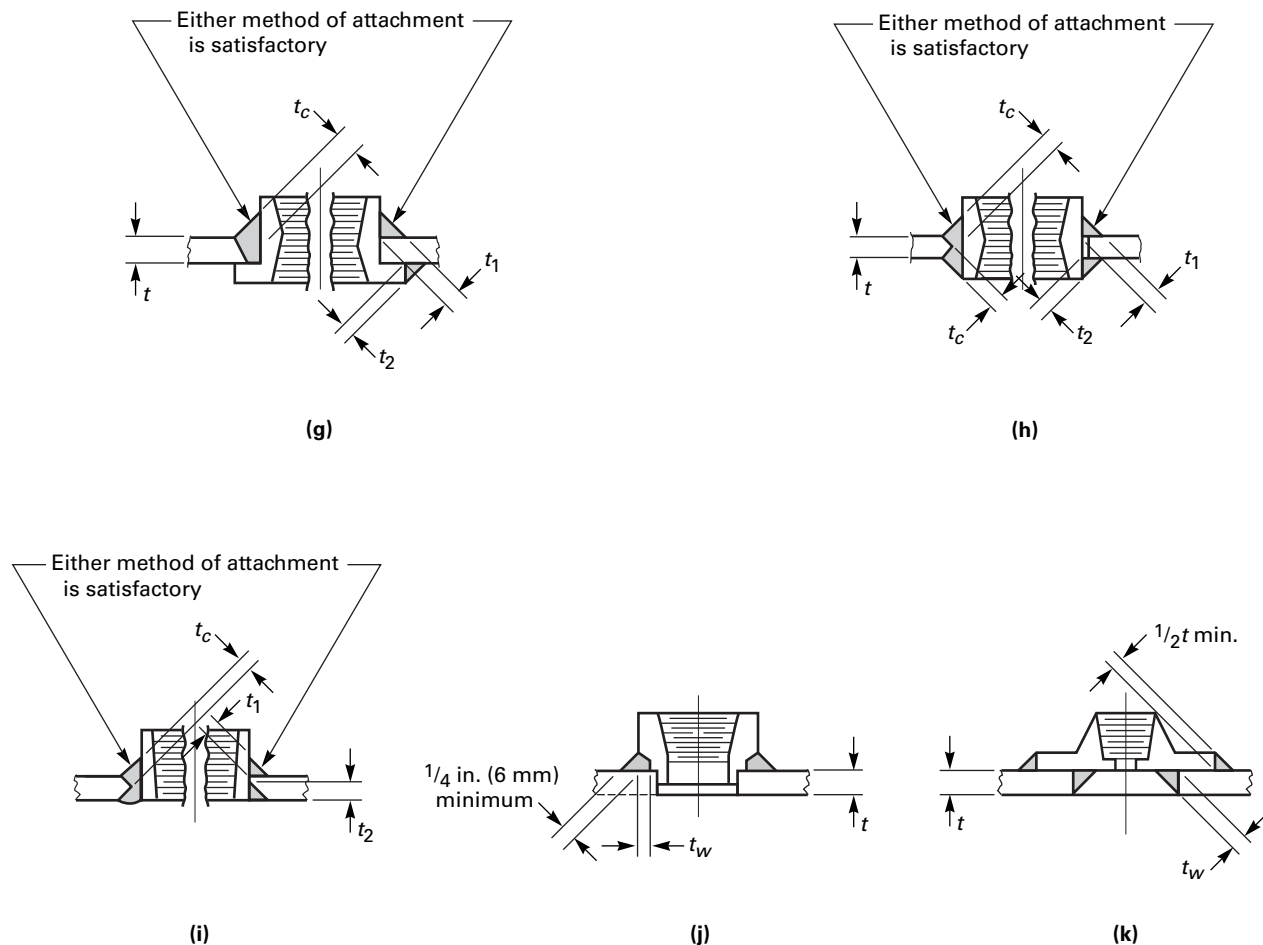 Either method of attachment
is satisfactory
t_c
t
t_1
t_2
(g)
Either method of attachment
is satisfactory
t_c
t
t_1
t_c
t_2
(h)
Either method of attachment
is satisfactory
t_c
t_1
t_2
(i)
1/4 in. (6 mm)
minimum
t_w
t
(j)
1/2 t min.
t
t_w
(k)